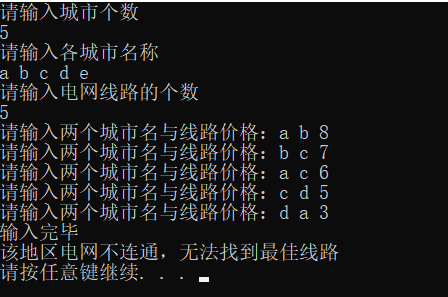 请输入城市个数
5
请输入各城市名称
a b c d e
请输入电网线路的个数
5
请输入两个城市名与线路价格：a b 8
请输入两个城市名与线路价格：b c 7
请输入两个城市名与线路价格：a c 6
请输入两个城市名与线路价格：c d 5
请输入两个城市名与线路价格：d a 3
输入完毕
该地区电网不连通，无法找到最佳线路
请按任意键继续. . .